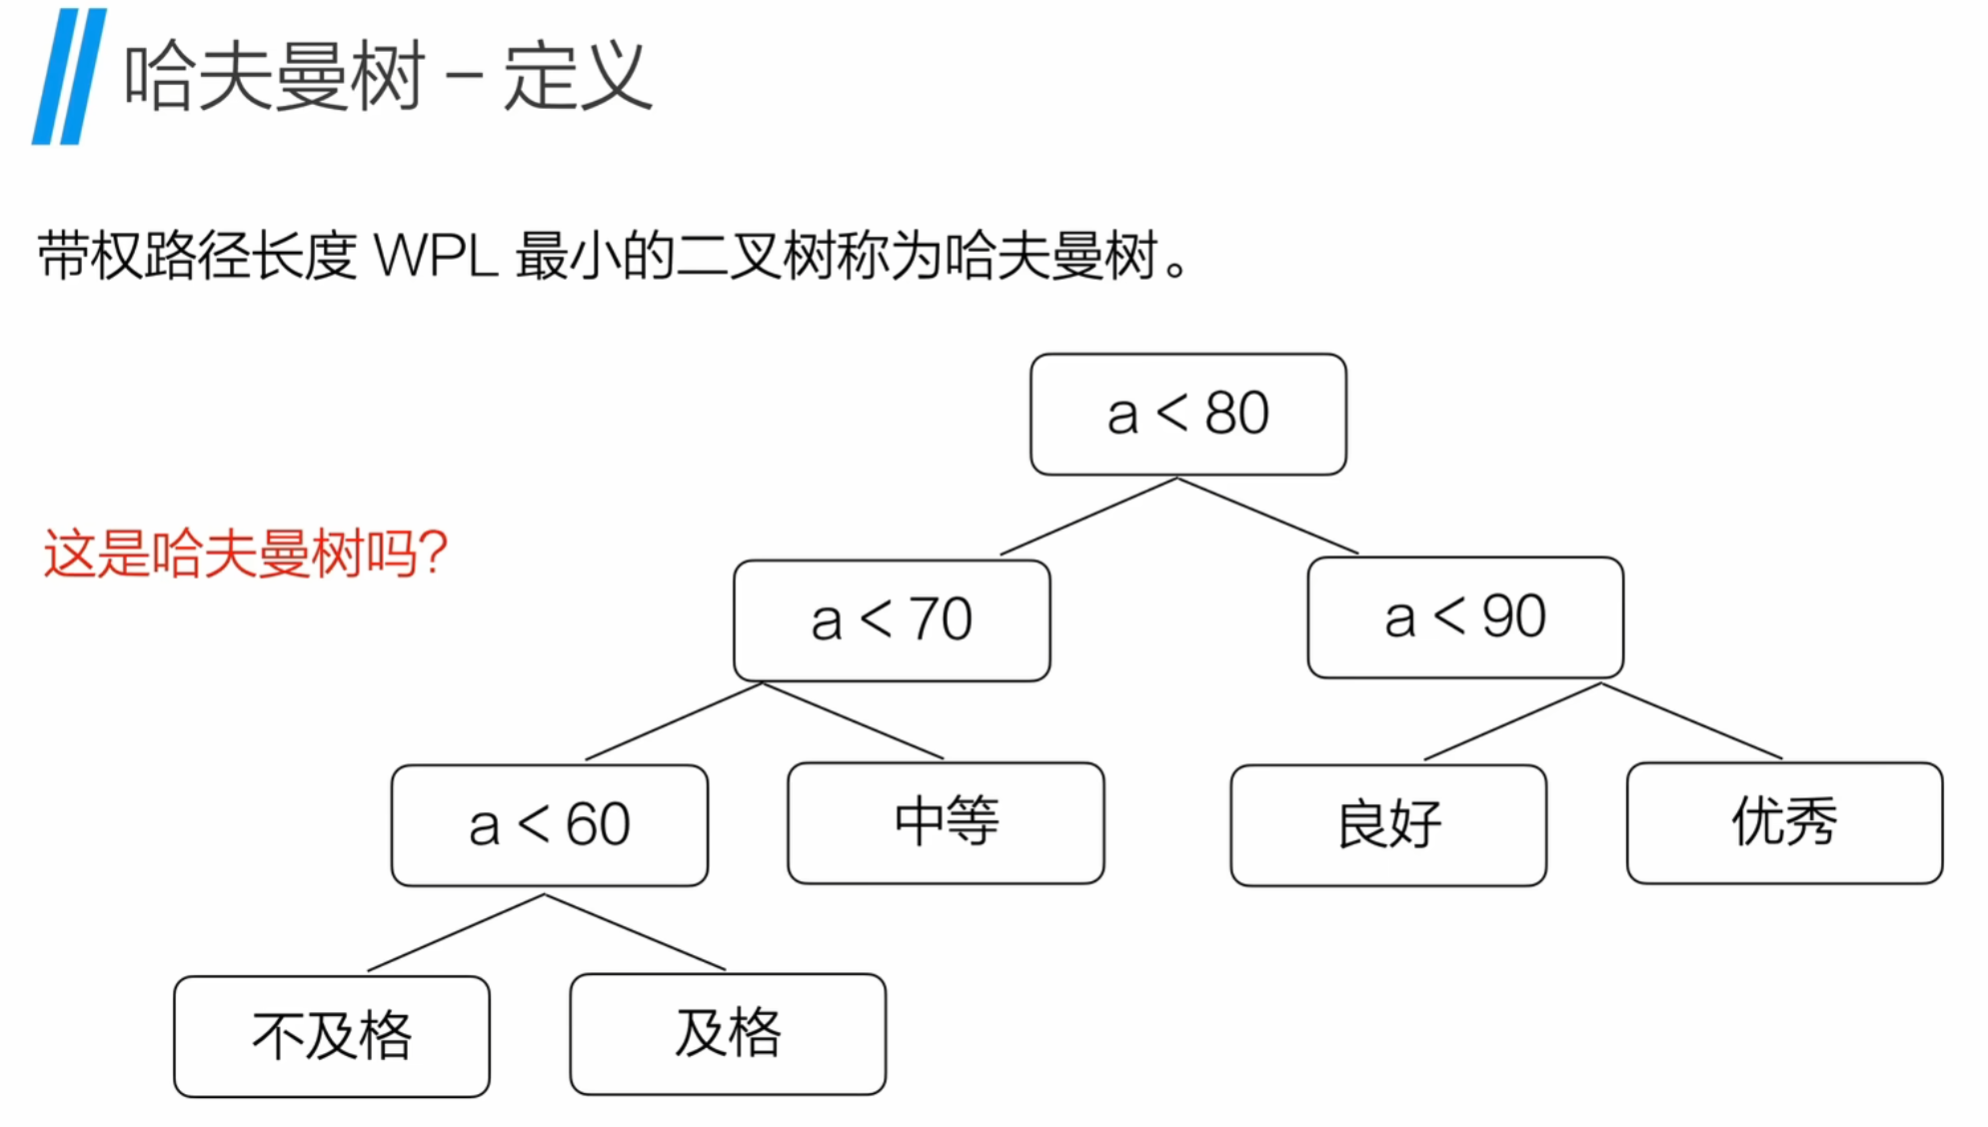 哈夫曼树 – 定义
带权路径长度 WPL 最小的二叉树称为哈夫曼树。
a < 80
这是哈夫曼树吗?
a < 70
a < 90
a < 60
中等
良好
优秀
不及格
及格